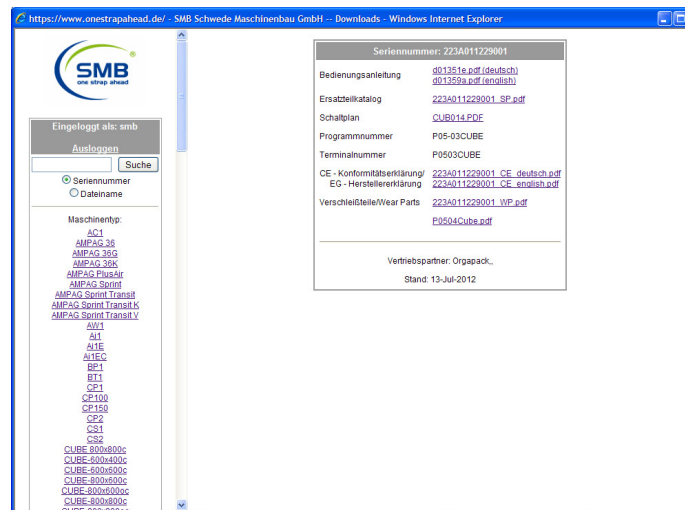 https://www.onestrapahead.de/ - SMB Schwede Maschinenbau GmbH -- Downloads - Windows Internet Explorer
SMB
one strap ahead
Eingeloggt als: smb
Ausloggen
Suche
Seriennummer
Dateiname
Maschinentyp:
AC1
AMPAG 36
AMPAG 36G
AMPAG 36K
AMPAG PlusAir
AMPAG Sprint
AMPAG Sprint Transit
AMPAG Sprint Transit K
AMPAG Sprint Transit V
AW1
Ai1
Ai1E
Ai1EC
BP1
BT1
CP1
CP100
CP150
CP2
CS1
CS2
CUBE 800x800c
CUBE-600x400c
CUBE-600x600c
CUBE-800x600c
CUBE-800x600oc
CUBE-800x800c
Seriennummer: 223A011229001
Bedienungsanleitung d01351e.pdf (deutsch)
d01359a.pdf (english)
Ersatzteilkatalog 223A011229001_SP.pdf
Schaltplan CUB014.PDF
Programmnummer P05-03CUBE
Terminalnummer P0503CUBE
CE - Konformitätserklärung/ 223A011229001_CE_deutsch.pdf
EG - Herstellererklärung 223A011229001_CE_english.pdf
Verschleißteile/Wear Parts 223A011229001_WP.pdf
P0504Cube.pdf
Vertriebspartner: Orgapack,,
Stand: 13-Jul-2012